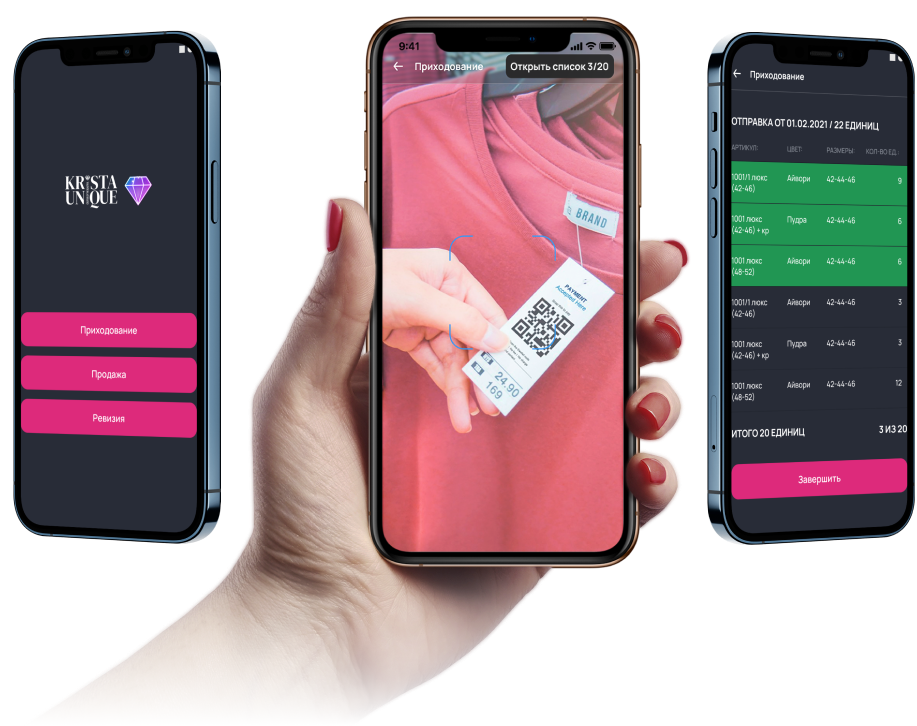 KRISTA
UNIQUE
Приходование
Продажа
Ревизия
9:41
Приходование
Открыть список 3/20
BRAND
PAYMENT
Accepted Here
24.90
169
Приходование
ОТПРАВКА ОТ 01.02.2021 / 22 ЕДИНИЦ
АРТИКУЛ: ЦВЕТ: РАЗМЕРЫ: КОЛ-ВО ЕД.:
1001/1 люкс Айвори 42-44-46 9
(42-46)
1001 люкс Пудра 42-44-46 6
(42-46) + кр
1001 люкс Айвори 42-44-46 6
(48-52)
1001/1 люкс Айвори 42-44-46 3
(42-46)
1001 люкс Пудра 42-44-46 3
(42-46) + кр
1001 люкс Айвори 42-44-46 12
(48-52)
ИТОГО 20 ЕДИНИЦ 3 ИЗ 20
Завершить